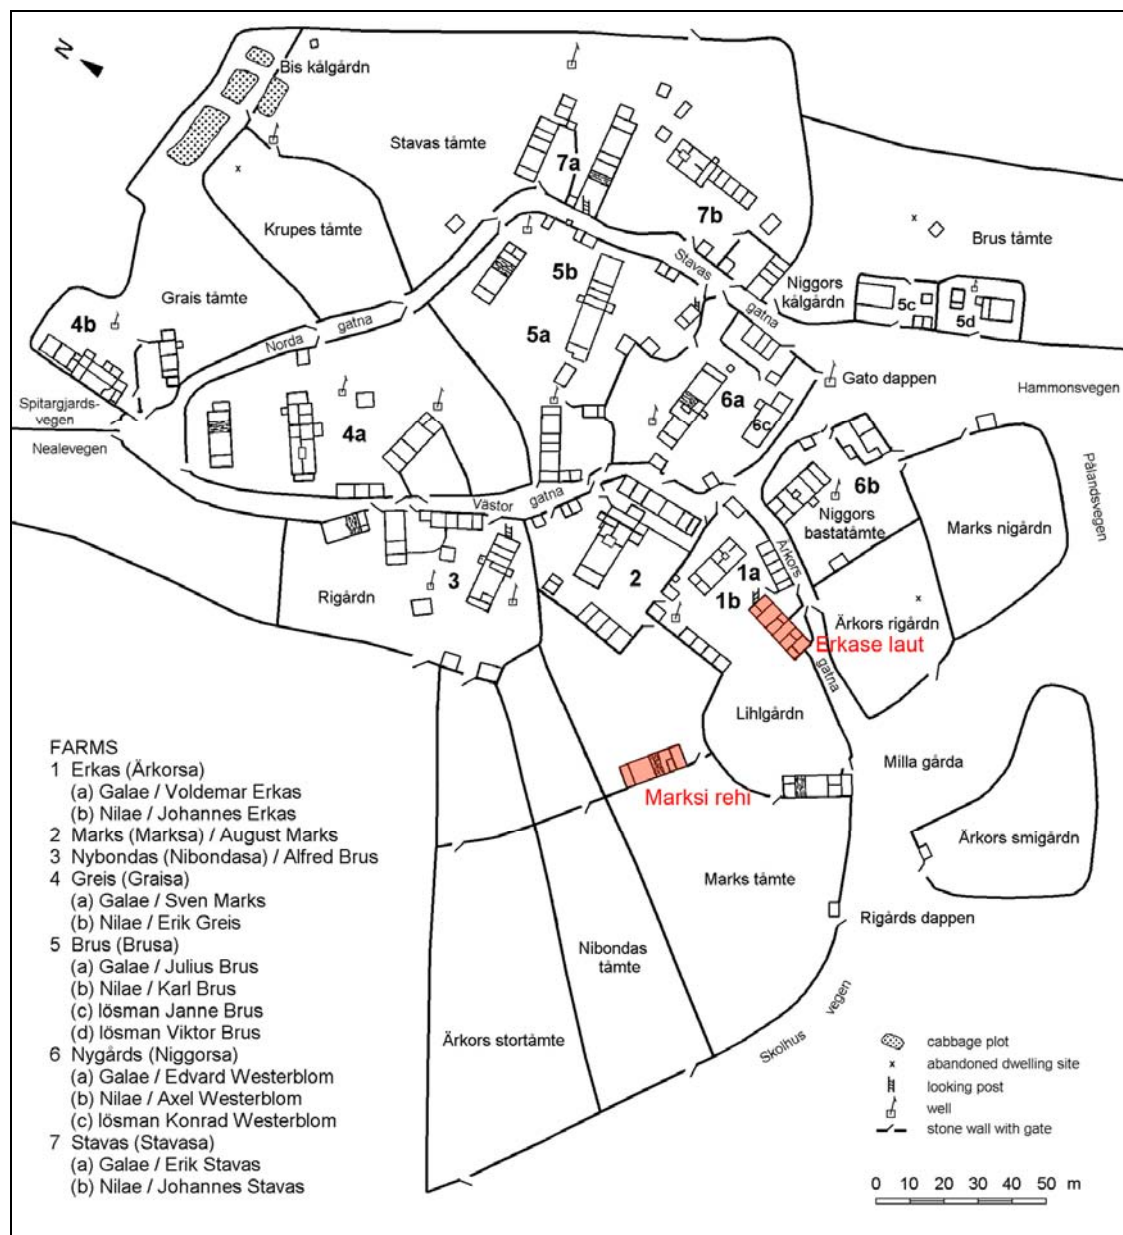 N
Bis kålgårdn
Stavas tåmte
7a
7b
Krupes tåmte
Brus tåmte
Stavas
gatna
Niggors
kålgårdn
5c
5d
5b
5a
Grais tåmte
4b
Norda
gatna
Gato dappen
Hammonsvegen
Spitargjards-
vegen
Nealevegen
4a
6a
6c
6b
Niggors
bastatåmte
Marks nigårdn
Pålandsvegen
Västor
gatna
Ärkors
gatna
Rigårdn
3
2
1a
1b
Ärkors rigårdn
Erkase laut
Lihlgårdn
Milla gårda
Marksi rehi
Ärkors smigårdn
Marks tåmte
Rigårds dappen
Nibondas
tåmte
Ärkors stortåmte
Skolhus
vegen
FARMS
1 Erkas (Ärkorsa)
(a) Galae / Voldemar Erkas
(b) Nilae / Johannes Erkas
2 Marks (Marksa) / August Marks
3 Nybondas (Nibondasa) / Alfred Brus
4 Greis (Graisa)
(a) Galae / Sven Marks
(b) Nilae / Erik Greis
5 Brus (Brusa)
(a) Galae / Julius Brus
(b) Nilae / Karl Brus
(c) lösman Janne Brus
(d) lösman Viktor Brus
6 Nygårds (Niggorsa)
(a) Galae / Edvard Westerblom
(b) Nilae / Axel Westerblom
(c) lösman Konrad Westerblom
7 Stavas (Stavasa)
(a) Galae / Erik Stavas
(b) Nilae / Johannes Stavas
cabbage plot
x abandoned dwelling site
looking post
well
stone wall with gate
0 10 20 30 40 50 m